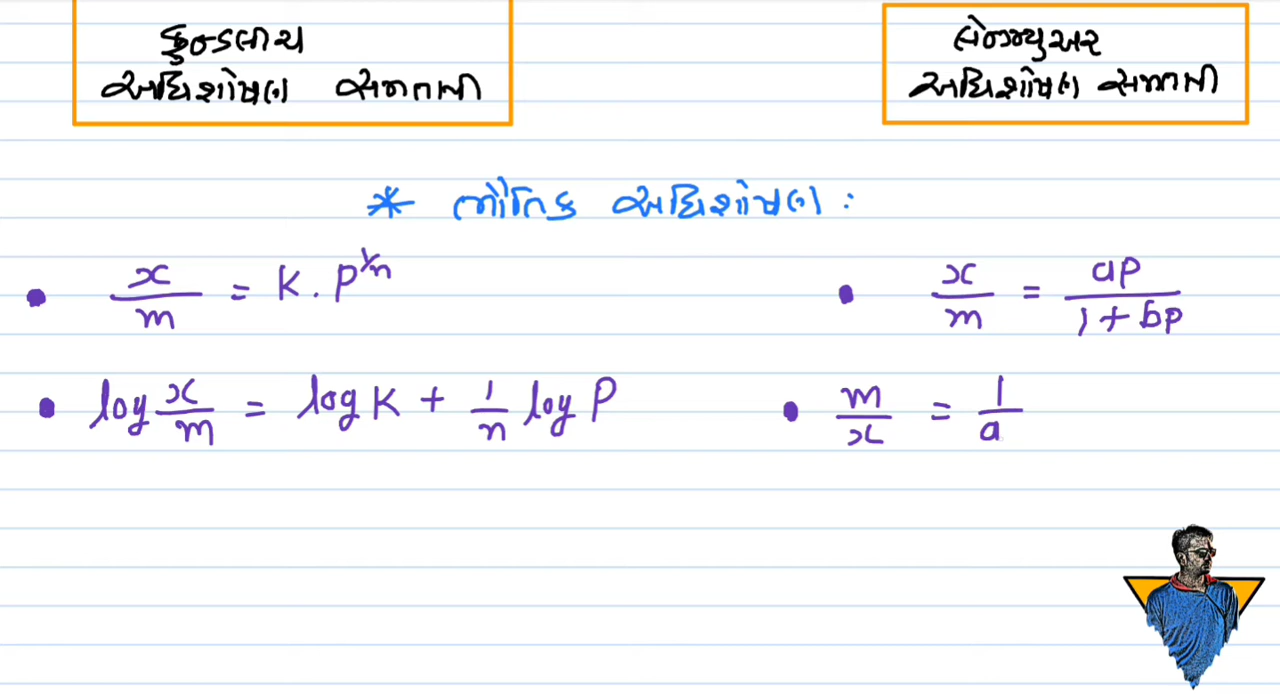 ફ્રુન્ડલીચ
અધિશોષણ સમતાપી
લેન્ગ્મ્યુઅર
અધિશોષણ સમતાપી
* ભૌતિક અધિશોષણ :
• x/m = K . P^1/n
• x/m = aP/1 + bP
• log x/m = log K + 1/n log P
• m/x = 1/a